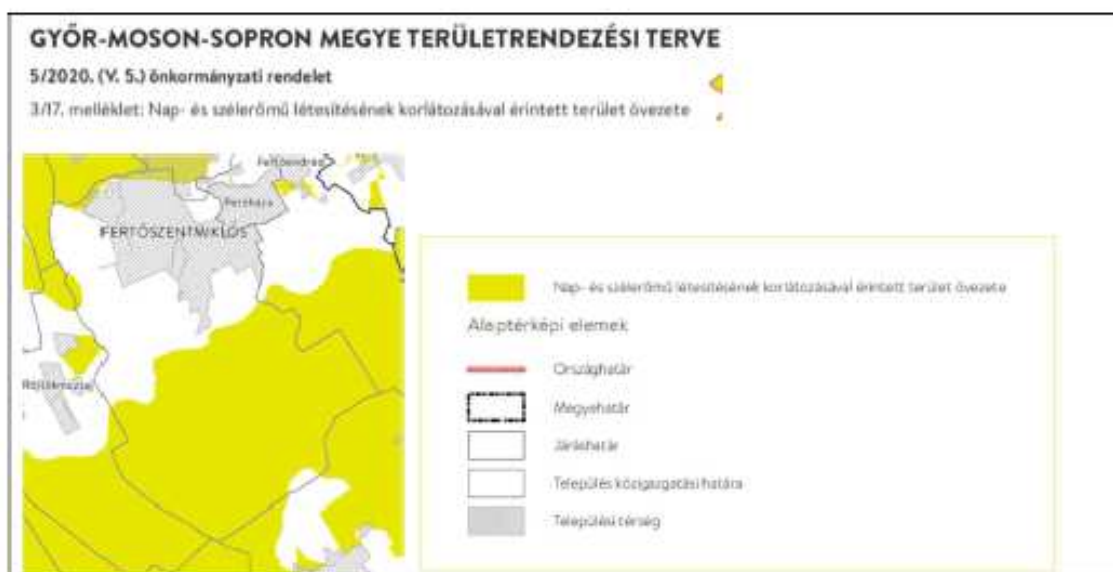 GYŐR-MOSON-SOPRON MEGYE TERÜLETRENDEZÉSI TERVE
5/2020. (V. 5.) önkormányzati rendelet
3/17. melléklet: Nap- és szélerőmű létesítésének korlátozásával érintett terület övezete
Petőháza
FERTŐSZENTMIKLÓS
Röjtökmuzsaj
Nap- és szélerőmű létesítésének korlátozásával érintett terület övezete
Alaptérképi elemek
Országhatár
Megyehatár
Járáshatár
Település közigazgatási határa
Települési térség